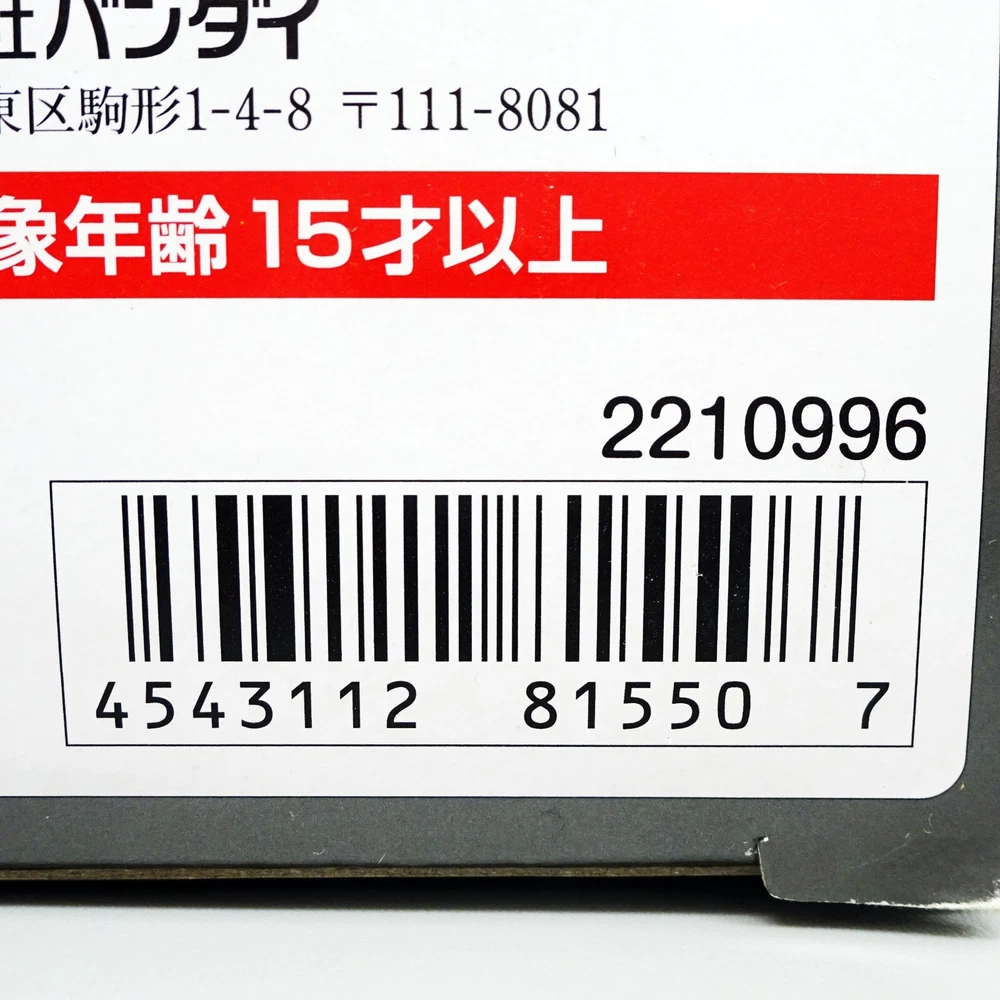 社バンダイ
東区駒形1-4-8 〒111-8081
象年齢 15才以上
2210996
4543112 81550 7